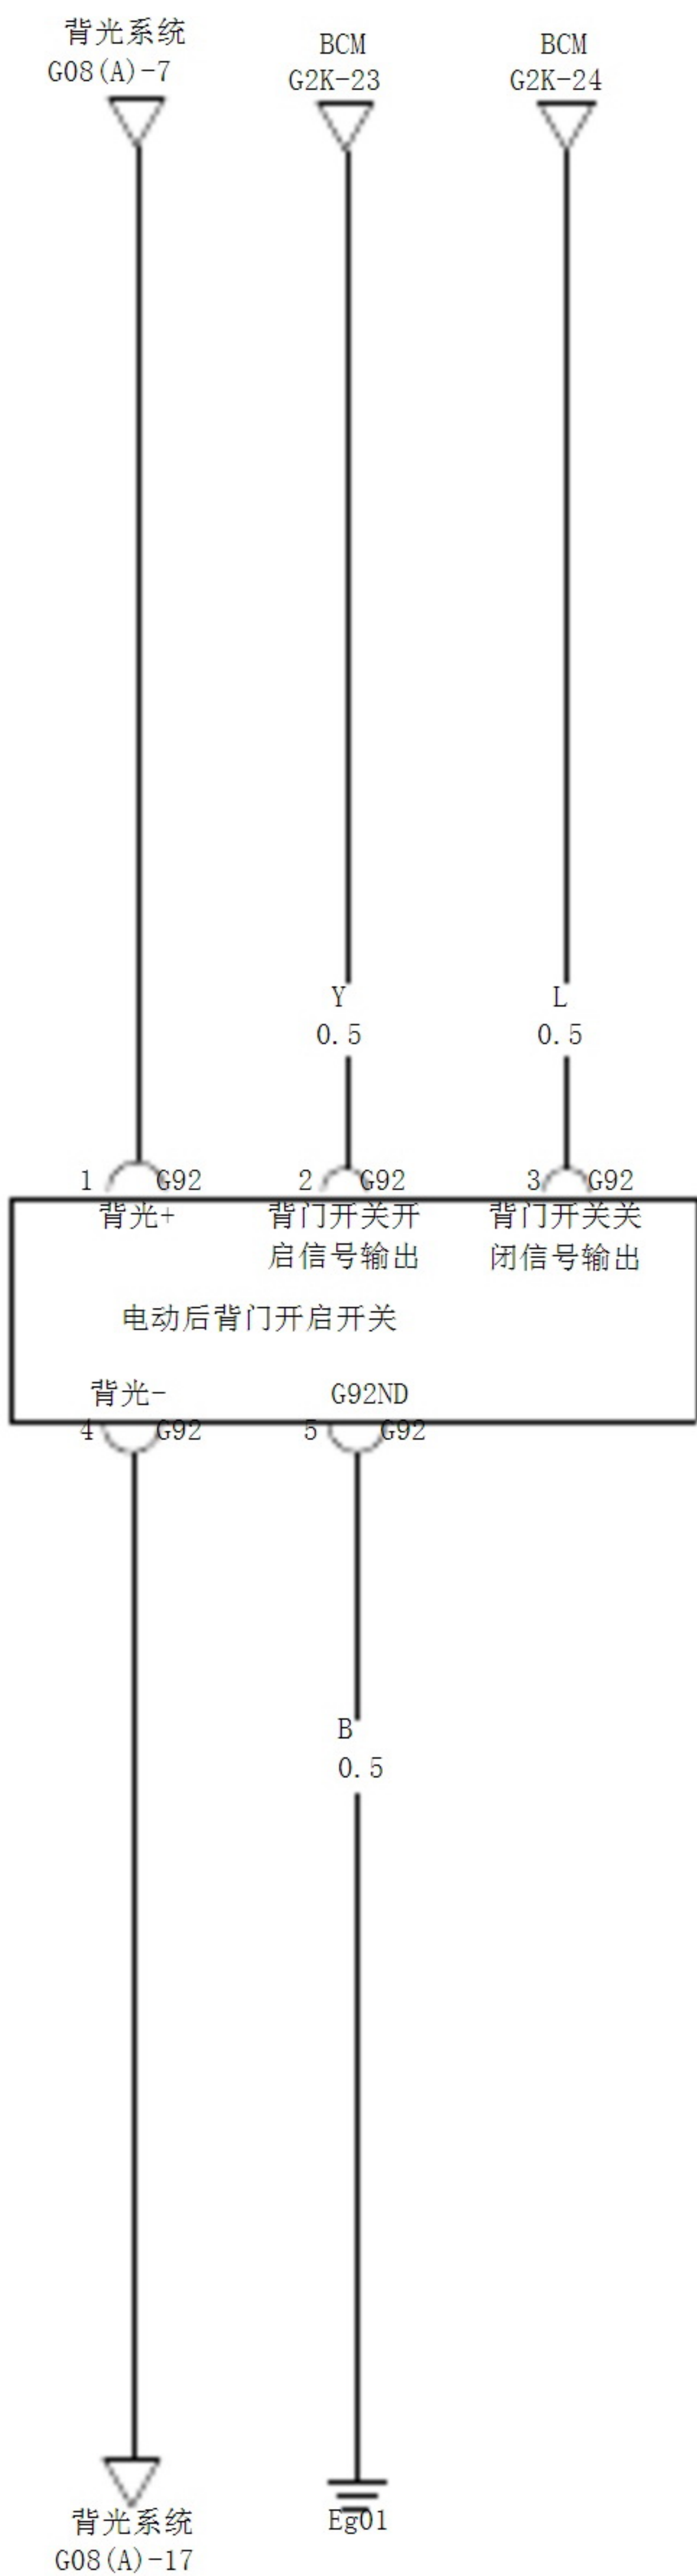 背光系统
G08(A)-7
BCM
G2K-23
BCM
G2K-24
Y
0.5
L
0.5
1 G92
2 G92
3 G92
背光+
背门开关开
启信号输出
背门开关关
闭信号输出
电动后背门开启开关
背光-
G92ND
4 G92
5 G92
B
0.5
背光系统
G08(A)-17
Eg01